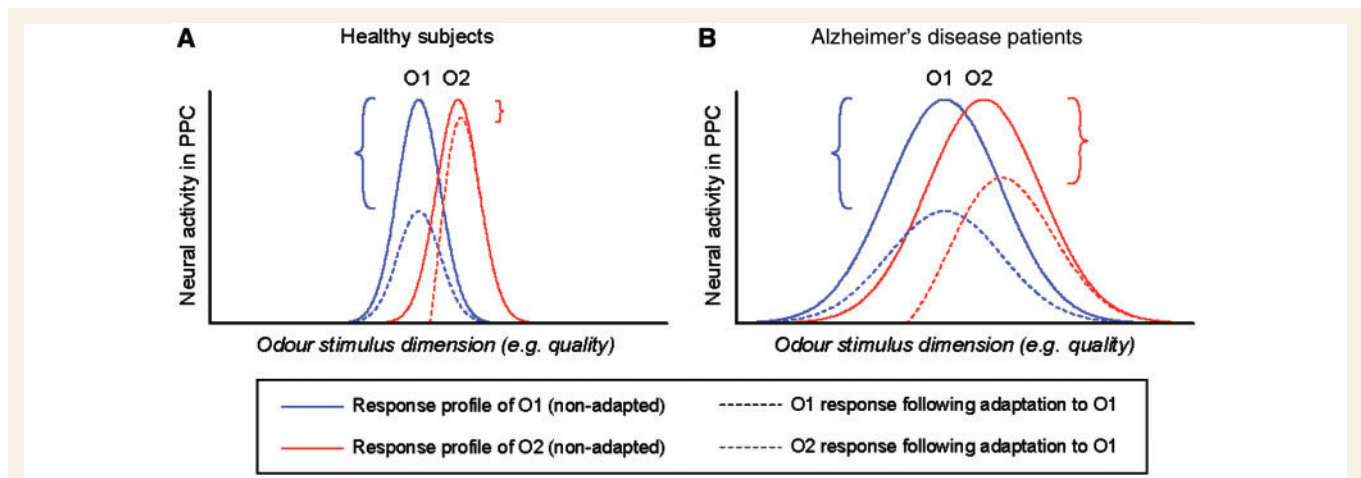 A
Healthy subjects
O1 O2
Neural activity in PPC
Odour stimulus dimension (e.g. quality)
B
Alzheimer's disease patients
O1 O2
Neural activity in PPC
Odour stimulus dimension (e.g. quality)
Response profile of O1 (non-adapted)
O1 response following adaptation to O1
Response profile of O2 (non-adapted)
O2 response following adaptation to O1